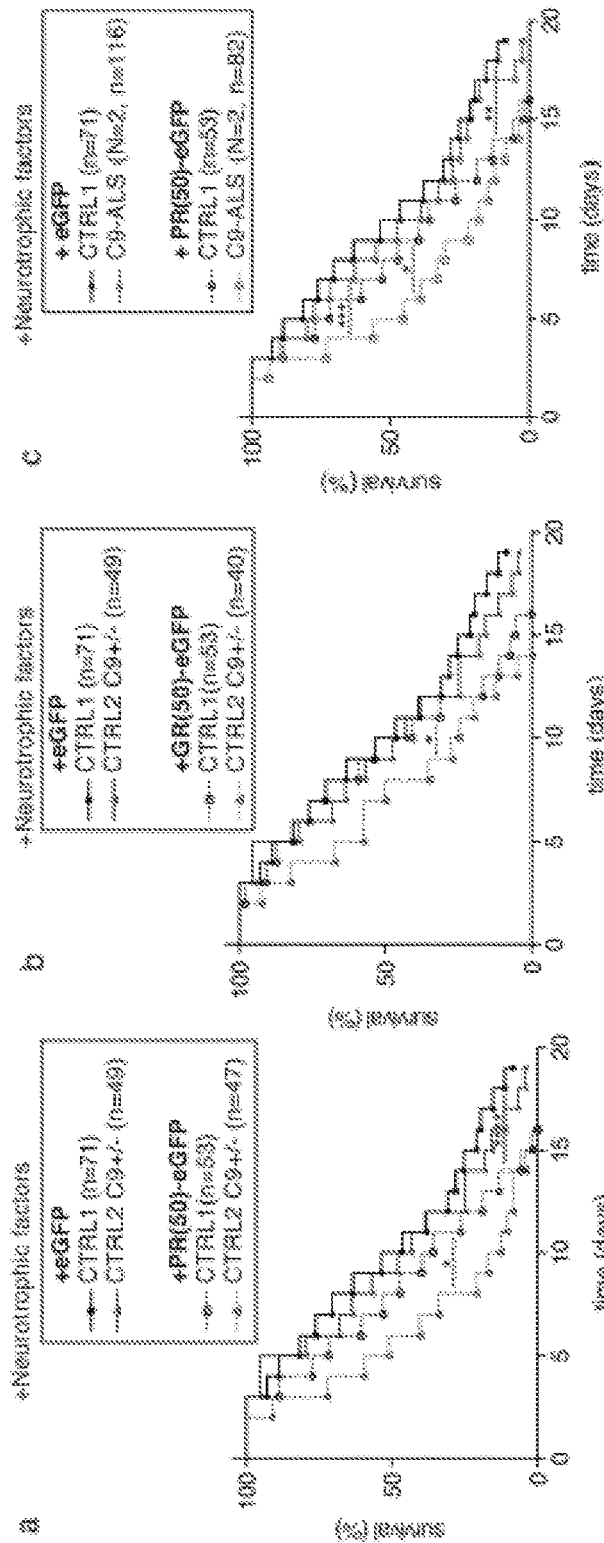 a
+Neurotrophic factors
+eGFP
CTRL1 (n=71)
CTRL2 C9+/- (n=49)
+PR(50)-eGFP
CTRL1(n=53)
CTRL2 C9+/- (n=47)
survival (%)
100
50
0
*
0
5
10
15
20
time (days)
b
+Neurotrophic factors
+eGFP
CTRL1 (n=71)
CTRL2 C9+/- (n=49)
+GR(50)-eGFP
CTRL1(n=53)
CTRL2 C9+/- (n=40)
survival (%)
100
50
0
*
0
5
10
15
20
time (days)
c
+Neurotrophic factors
+ eGFP
CTRL1 (n=71)
C9-ALS (N=2, n=116)
+ PR(50)-eGFP
CTRL1 (n=53)
C9-ALS (N=2, n=82)
survival (%)
100
50
0
***
*
**
0
5
10
15
20
time (days)